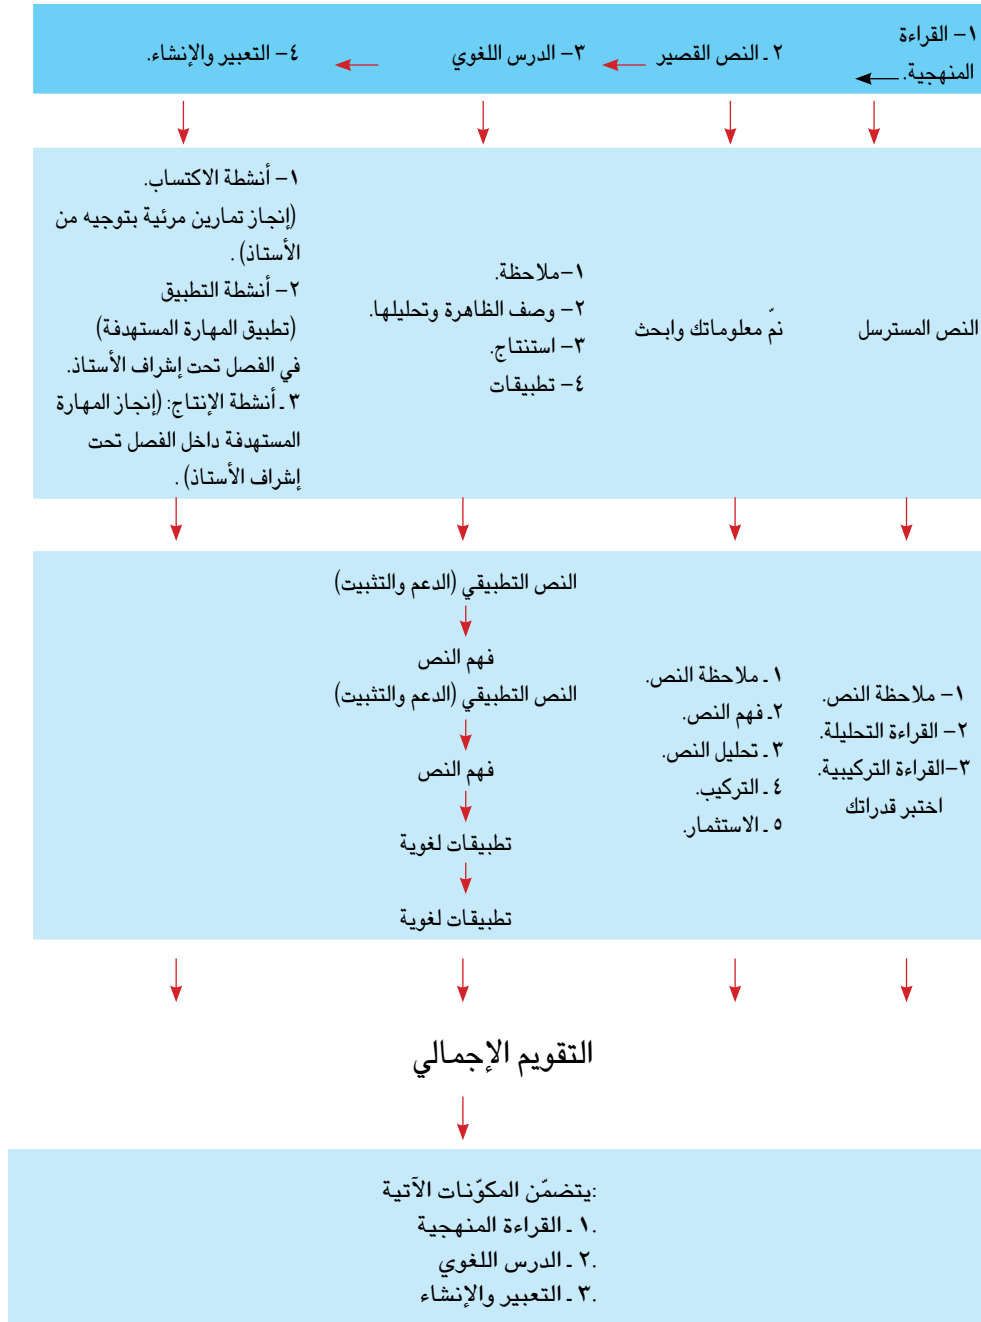 ١– القراءة
المنهجية.
٢ ـ النص القصير
٣– الدرس اللغوي
٤– التعبير والإنشاء.
النص المسترسل
نمّ معلوماتك وابحث
١–ملاحظة.
٢– وصف الظاهرة وتحليلها.
٣– استنتاج.
٤– تطبيقات
١– أنشطة الاكتساب.
(إنجاز تمارين مرئية بتوجيه من
الأستاذ) .
٢– أنشطة التطبيق
(تطبيق المهارة المستهدفة)
في الفصل تحت إشراف الأستاذ.
٣ ـ أنشطة الإنتاج: (إنجاز المهارة
المستهدفة داخل الفصل تحت
إشراف الأستاذ) .
١– ملاحظة النص.
٢– القراءة التحليلة.
٣–القراءة التركيبية.
اختبر قدراتك
١ ـ ملاحظة النص.
٢ـ فهم النص.
٣ ـ تحليل النص.
٤ ـ التركيب.
٥ ـ الاستثمار.
النص التطبيقي (الدعم والتثبيت)
فهم النص
النص التطبيقي (الدعم والتثبيت)
فهم النص
تطبيقات لغوية
تطبيقات لغوية
التقويم الإجمالي
:يتضمّن المكوّنات الآتية
.١ ـ القراءة المنهجية
.٢ ـ الدرس اللغوي
.٣ ـ التعبير والإنشاء